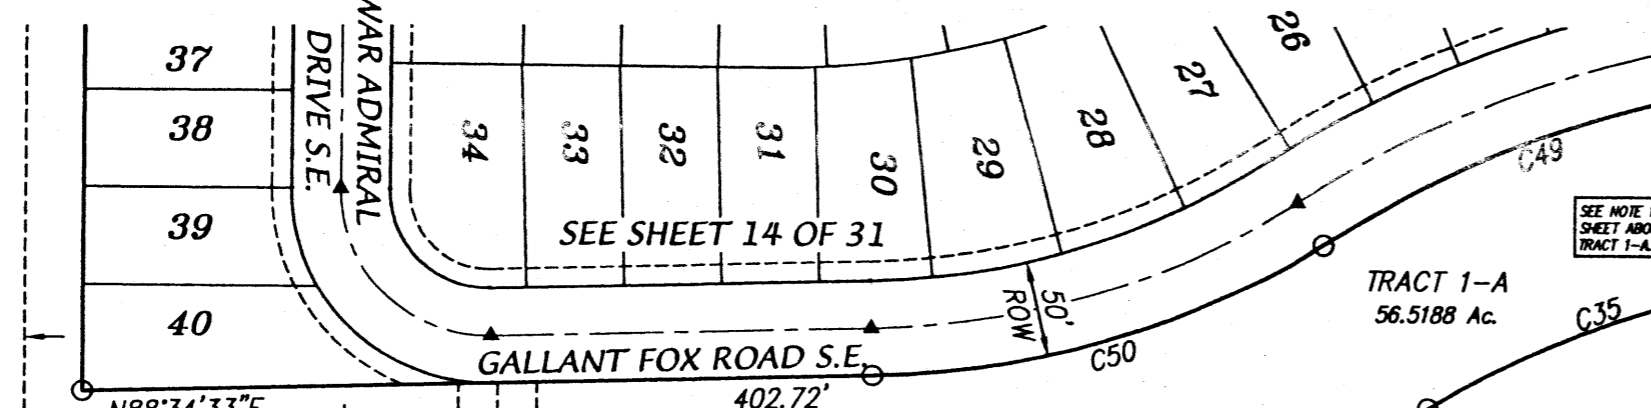 37
38
39
40
WAR ADMIRAL
DRIVE S.E.
34
33
32
31
30
29
28
27
26
SEE SHEET 14 OF 31
GALLANT FOX ROAD S.E.
50'
ROW
C50
C49
SEE NOTE
SHEET
TRACT 1-A.
TRACT 1-A
56.5188 Ac.
C35
N88°34'33"E
402.72'